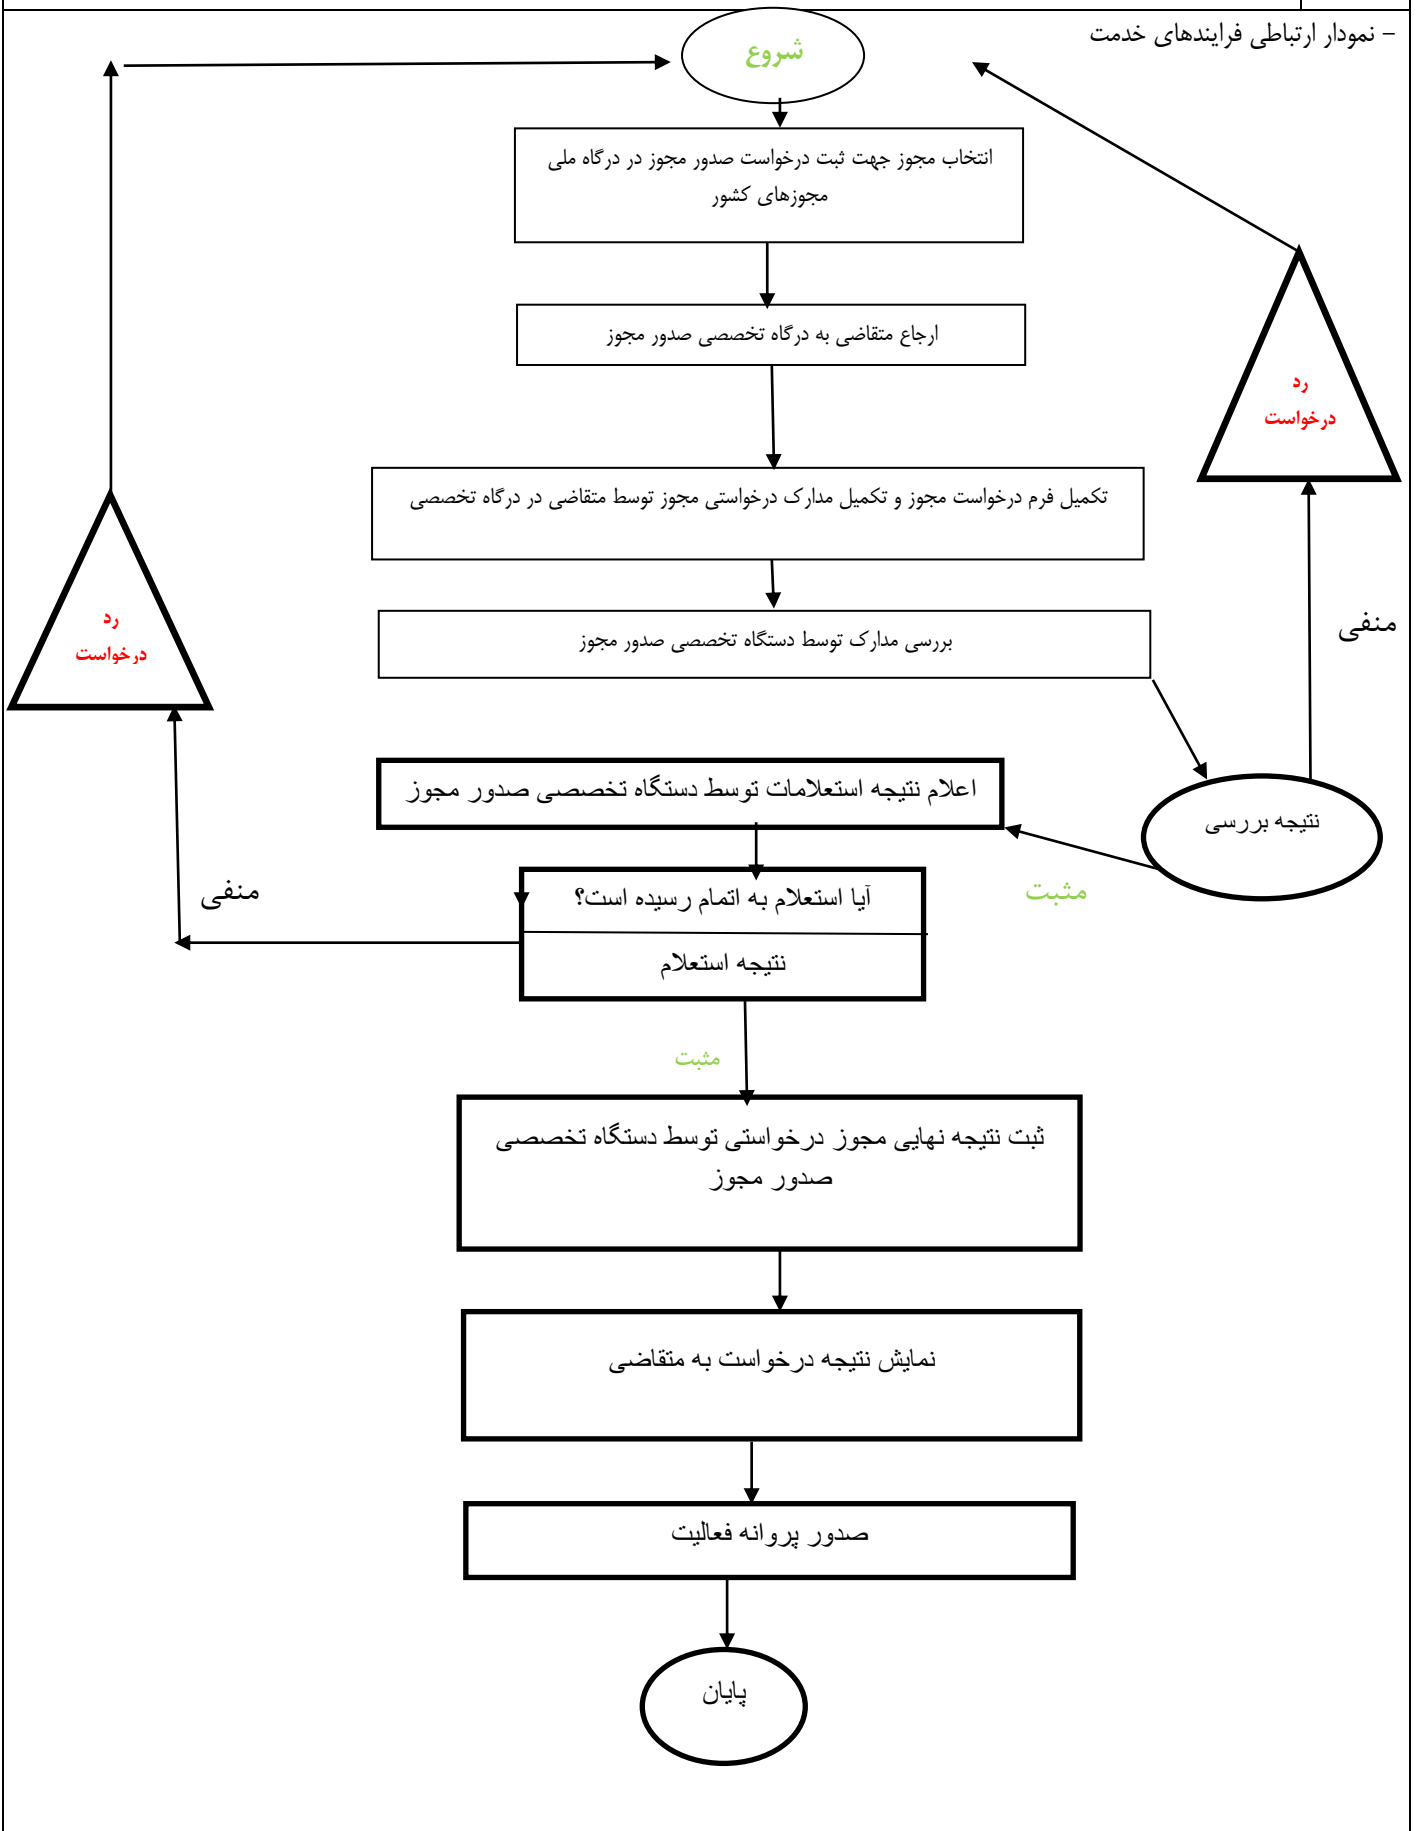 – نمودار ارتباطی فرایندهای خدمت
شروع
انتخاب مجوز جهت ثبت درخواست صدور مجوز در درگاه ملی
مجوزهای کشور
ارجاع متقاضی به درگاه تخصصی صدور مجوز
رد
درخواست
تکمیل فرم درخواست مجوز و تکمیل مدارک درخواستی مجوز توسط متقاضی در درگاه تخصصی
منفی
رد
درخواست
بررسی مدارک توسط دستگاه تخصصی صدور مجوز
نتیجه بررسی
اعلام نتیجه استعلامات توسط دستگاه تخصصی صدور مجوز
مثبت
آیا استعلام به اتمام رسیده است؟
منفی
نتیجه استعلام
مثبت
ثبت نتیجه نهایی مجوز درخواستی توسط دستگاه تخصصی
صدور مجوز
نمایش نتیجه درخواست به متقاضی
صدور پروانه فعالیت
پایان